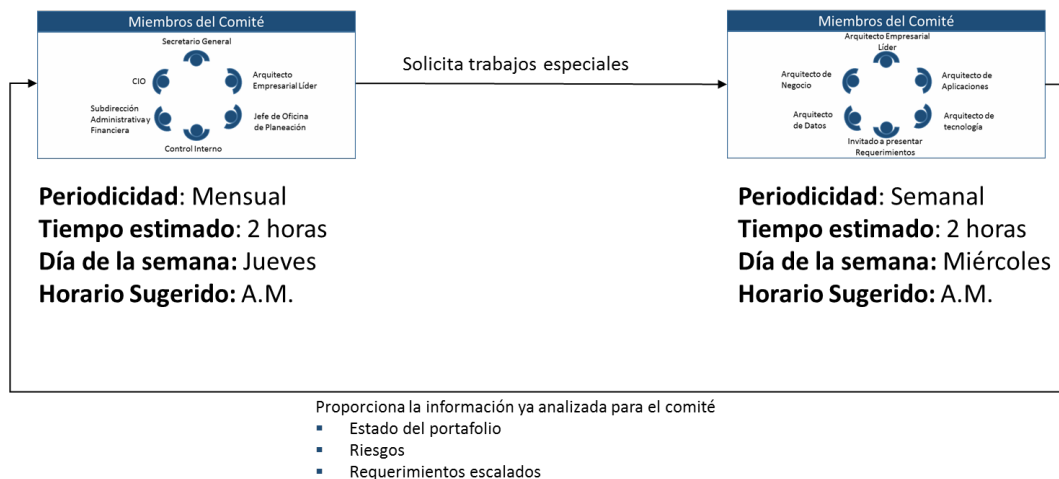 Miembros del Comité
Secretario General
CIO
Arquitecto
Empresarial Líder
Subdirección
Administrativa y
Financiera
Jefe de Oficina
de Planeación
Control Interno
Solicita trabajos especiales
Miembros del Comité
Arquitecto Empresarial
Líder
Arquitecto de
Negocio
Arquitecto de
Aplicaciones
Arquitecto
de Datos
Arquitecto de
tecnología
Invitado a presentar
Requerimientos
Periodicidad: Mensual
Tiempo estimado: 2 horas
Día de la semana: Jueves
Horario Sugerido: A.M.
Periodicidad: Semanal
Tiempo estimado: 2 horas
Día de la semana: Miércoles
Horario Sugerido: A.M.
Proporciona la información ya analizada para el comité
▪ Estado del portafolio
▪ Riesgos
▪ Requerimientos escalados